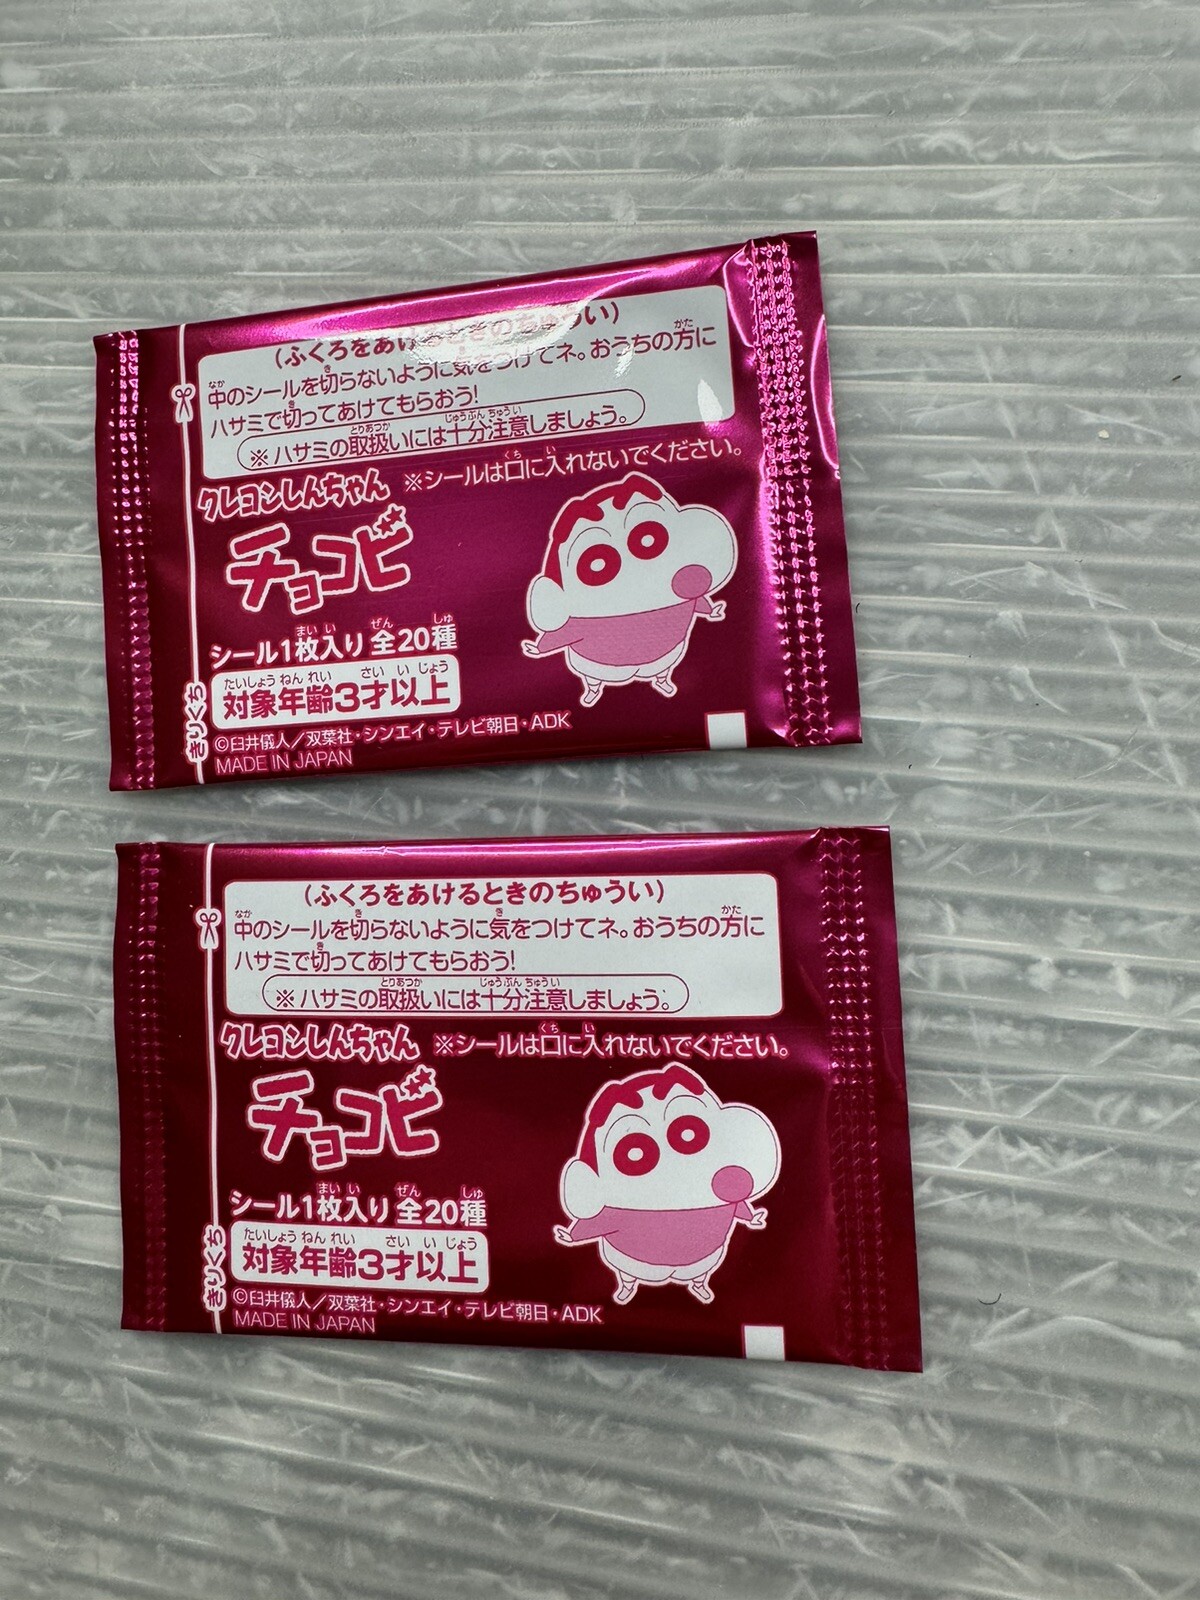 (ふくろをあけるときのちゅうい)
中のシールを切らないように気をつけてネ。おうちの方に
ハサミで切ってあけてもらおう!
※ハサミの取扱いには十分注意しましょう。
クレヨンしんちゃん ※シールは口に入れないでください。
チョコビ
シール1枚入り 全20種
対象年齢3才以上
きりくち
©臼井儀人/双葉社・シンエイ・テレビ朝日・ADK
MADE IN JAPAN
(ふくろをあけるときのちゅうい)
中のシールを切らないように気をつけてネ。おうちの方に
ハサミで切ってあけてもらおう!
※ハサミの取扱いには十分注意しましょう。
クレヨンしんちゃん ※シールは口に入れないでください。
チョコビ
シール1枚入り 全20種
対象年齢3才以上
きりくち
©臼井儀人/双葉社・シンエイ・テレビ朝日・ADK
MADE IN JAPAN